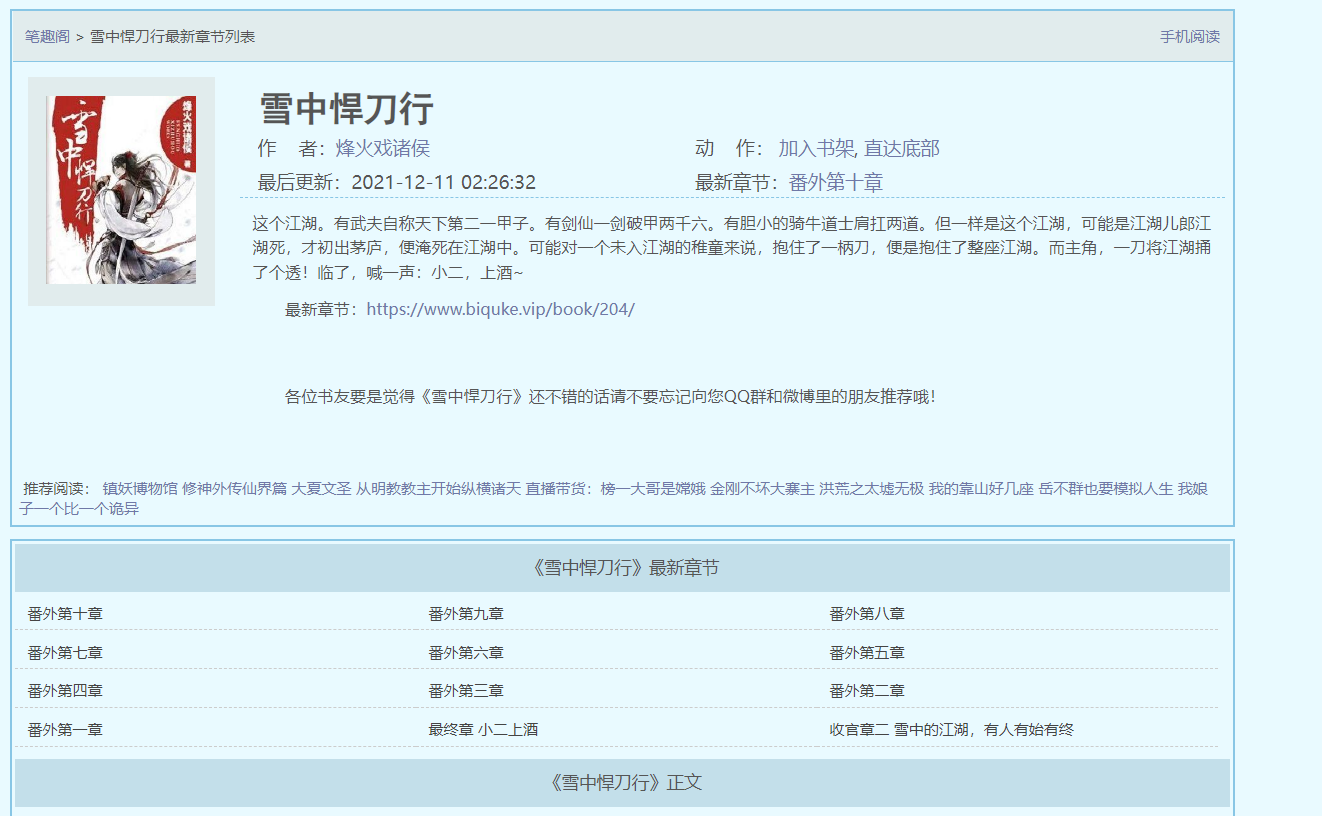 笔趣阁 > 雪中悍刀行最新章节列表 手机阅读
雪中悍刀行
烽火戏诸侯 著
雪中悍刀行
作 者：烽火戏诸侯 动 作： 加入书架, 直达底部
最后更新：2021-12-11 02:26:32 最新章节：番外第十章
这个江湖。有武夫自称天下第二一甲子。有剑仙一剑破甲两千六。有胆小的骑牛道士肩扛两道。但一样是这个江湖，可能是江湖儿郎江
湖死，才初出茅庐，便淹死在江湖中。可能对一个未入江湖的稚童来说，抱住了一柄刀，便是抱住了整座江湖。而主角，一刀将江湖捅
了个透！临了，喊一声：小二，上酒~
最新章节：https://www.biquke.vip/book/204/
各位书友要是觉得《雪中悍刀行》还不错的话请不要忘记向您QQ群和微博里的朋友推荐哦！
推荐阅读： 镇妖博物馆 修神外传仙界篇 大夏文圣 从明教教主开始纵横诸天 直播带货：榜一大哥是嫦娥 金刚不坏大寨主 洪荒之太墟无极 我的靠山好几座 岳不群也要模拟人生 我娘
子一个比一个诡异
《雪中悍刀行》最新章节
番外第十章 番外第九章 番外第八章
番外第七章 番外第六章 番外第五章
番外第四章 番外第三章 番外第二章
番外第一章 最终章 小二上酒 收官章二 雪中的江湖，有人有始有终
《雪中悍刀行》正文